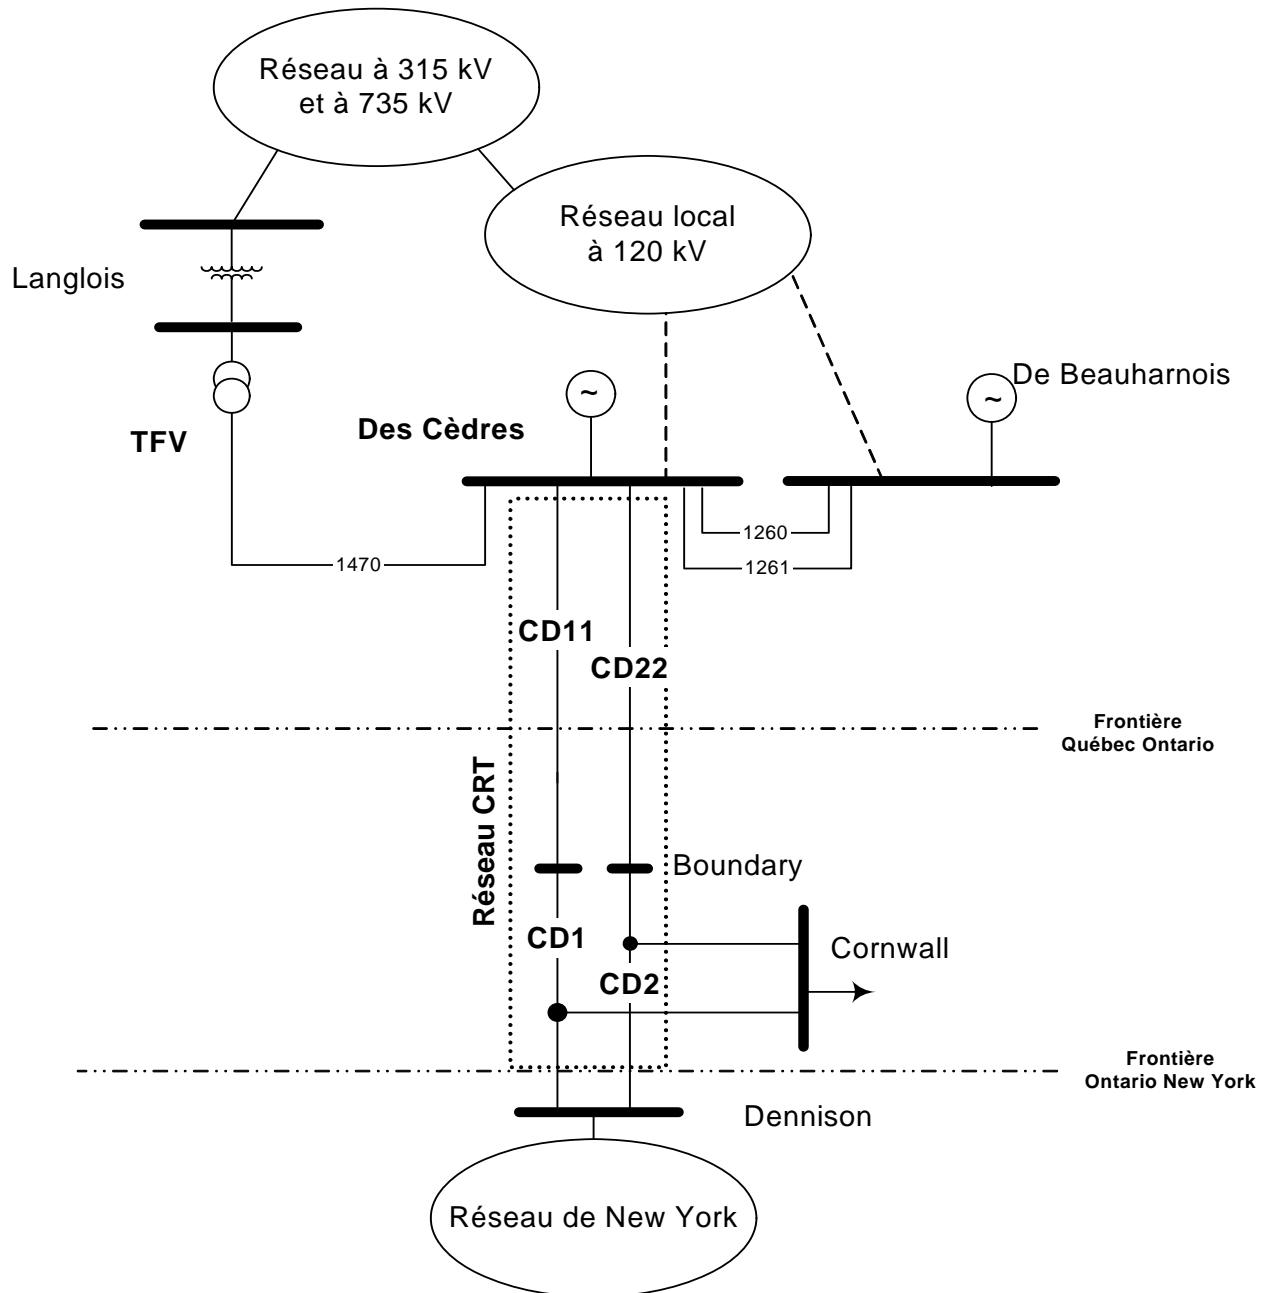 Réseau à 315 kV
et à 735 kV
Réseau local
à 120 kV
Langlois
De Beauharnois
~
~
Des Cèdres
TFV
1260
1470
1261
CD11
CD22
Frontière
Québec Ontario
Réseau CRT
Boundary
CD1
Cornwall
CD2
Frontière
Ontario New York
Dennison
Réseau de New York